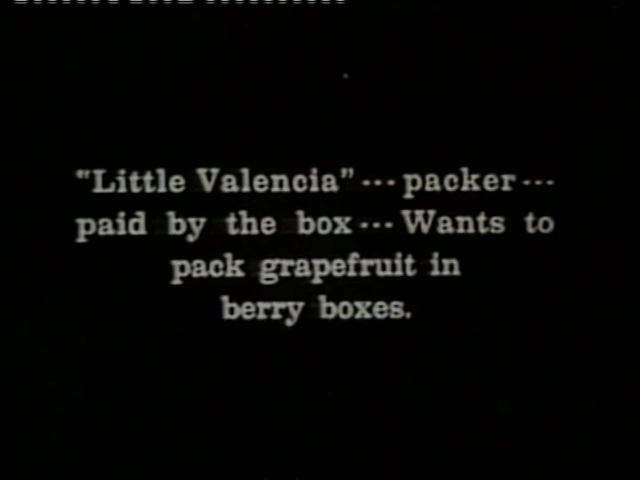 "Little Valencia" --- packer ---
paid by the box --- Wants to
pack grapefruit in
berry boxes.